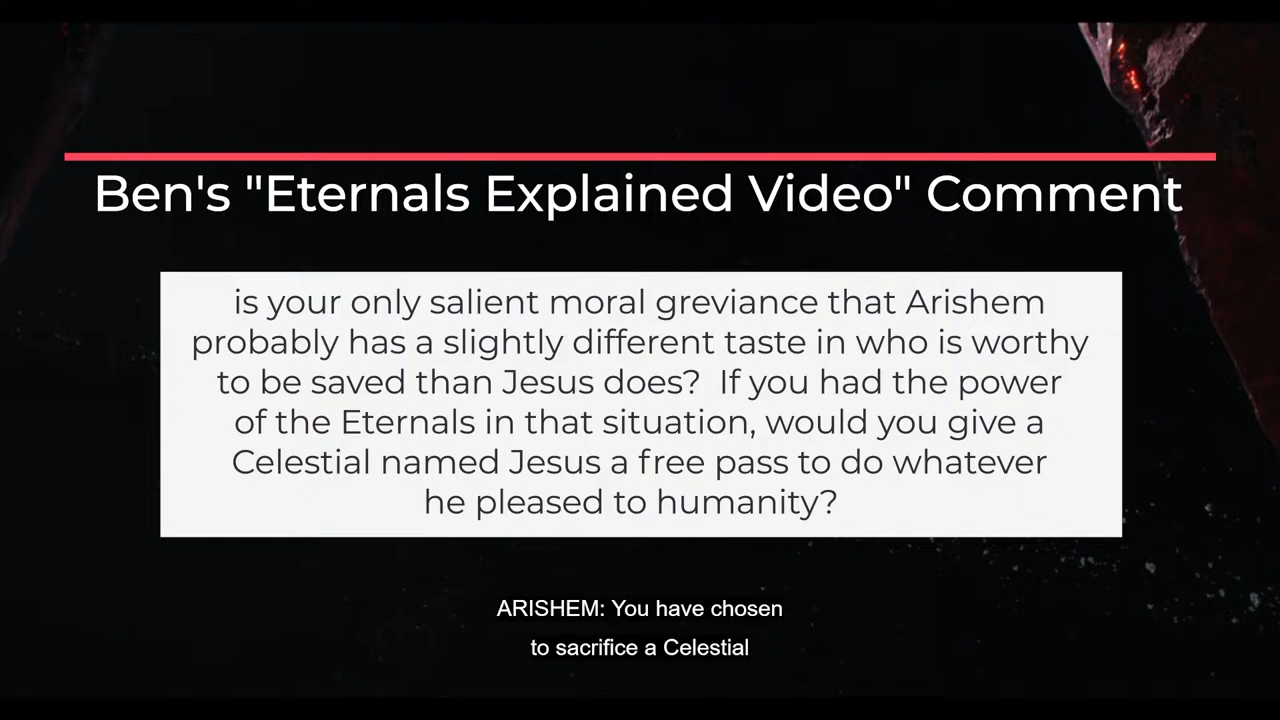 Ben's "Eternals Explained Video" Comment
is your only salient moral greviance that Arishem
probably has a slightly different taste in who is worthy
to be saved than Jesus does?  If you had the power
of the Eternals in that situation, would you give a
Celestial named Jesus a free pass to do whatever
he pleased to humanity?
ARISHEM: You have chosen
to sacrifice a Celestial